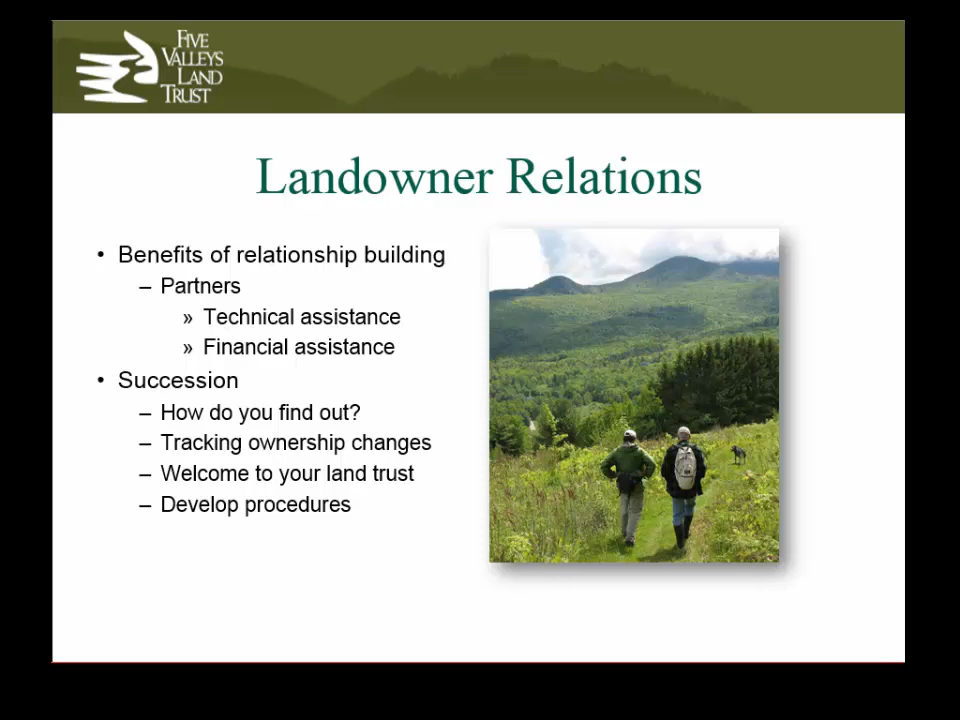 FIVE
VALLEYS
LAND
TRUST
Landowner Relations
• Benefits of relationship building
– Partners
» Technical assistance
» Financial assistance
• Succession
– How do you find out?
– Tracking ownership changes
– Welcome to your land trust
– Develop procedures